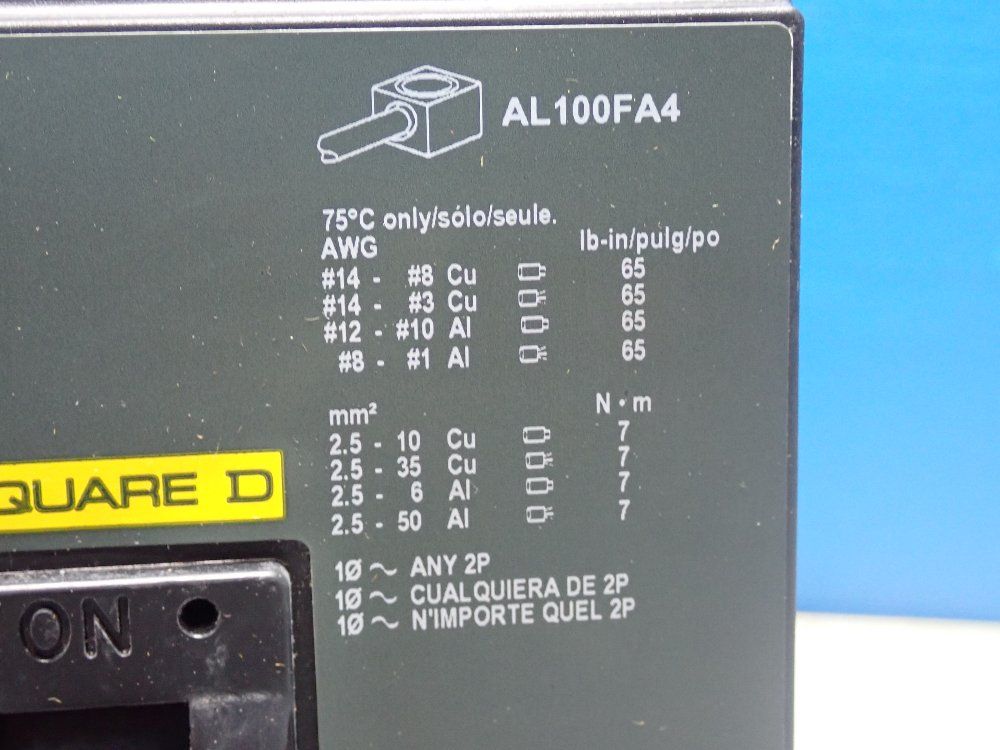 AL100FA4
75°C only/sólo/seule.
AWG lb-in/pulg/po
#14 - #8 Cu 65
#14 - #3 Cu 65
#12 - #10 Al 65
#8 - #1 Al 65
mm² N·m
2.5 - 10 Cu 7
2.5 - 35 Cu 7
2.5 - 6 Al 7
2.5 - 50 Al 7
QUARE D
1Ø ~ ANY 2P
1Ø ~ CUALQUIERA DE 2P
1Ø ~ N'IMPORTE QUEL 2P
ON